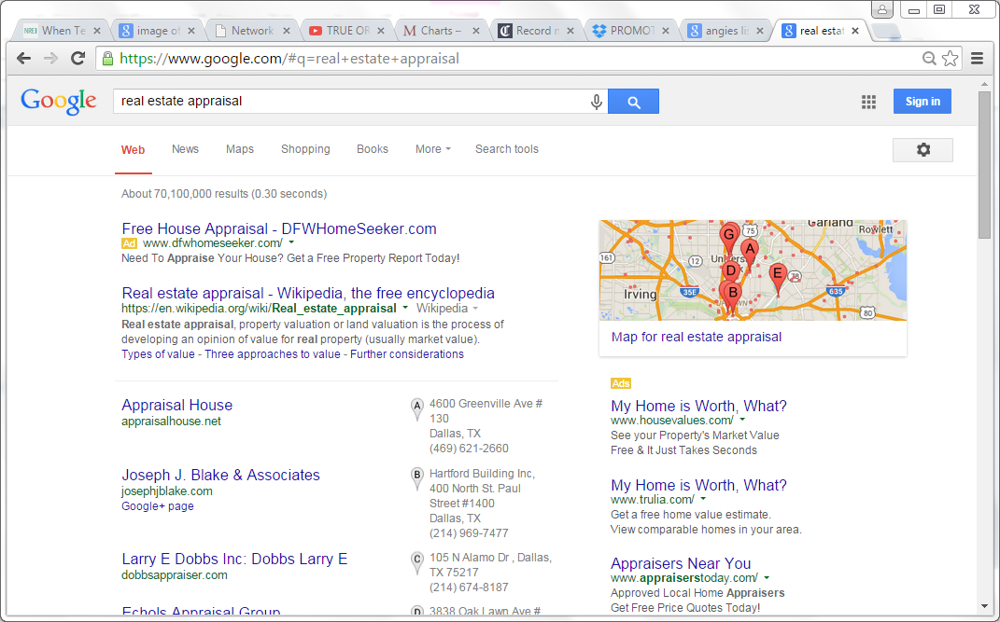 When Te
image of
Network
TRUE OR
Charts –
Record n
PROMOT
angies lis
real estat
https://www.google.com/#q=real+estate+appraisal
Google
real estate appraisal
Sign in
Web News Maps Shopping Books More Search tools
About 70,100,000 results (0.30 seconds)
Free House Appraisal - DFWHomeSeeker.com
Ad www.dfwhomeseeker.com/
Need To Appraise Your House? Get a Free Property Report Today!
Real estate appraisal - Wikipedia, the free encyclopedia
https://en.wikipedia.org/wiki/Real_estate_appraisal Wikipedia
Real estate appraisal, property valuation or land valuation is the process of
developing an opinion of value for real property (usually market value).
Types of value - Three approaches to value - Further considerations
Appraisal House
appraisalhouse.net
A 4600 Greenville Ave #
130
Dallas, TX
(469) 621-2660
Joseph J. Blake & Associates
josephjblake.com
Google+ page
B Hartford Building Inc,
400 North St. Paul
Street #1400
Dallas, TX
(214) 969-7477
Larry E Dobbs Inc: Dobbs Larry E
dobbsappraiser.com
C 105 N Alamo Dr , Dallas,
TX 75217
(214) 674-8187
Echols Appraisal Group
D 3838 Oak Lawn Ave #
Garland
Rowlett
G
75
A
161
12
D
E
78
Irving
35E
B
635
80
Map for real estate appraisal
Ads
My Home is Worth, What?
www.housevalues.com/
See your Property's Market Value
Free & It Just Takes Seconds
My Home is Worth, What?
www.trulia.com/
Get a free home value estimate.
View comparable homes in your area.
Appraisers Near You
www.appraiserstoday.com/
Approved Local Home Appraisers
Get Free Price Quotes Today!